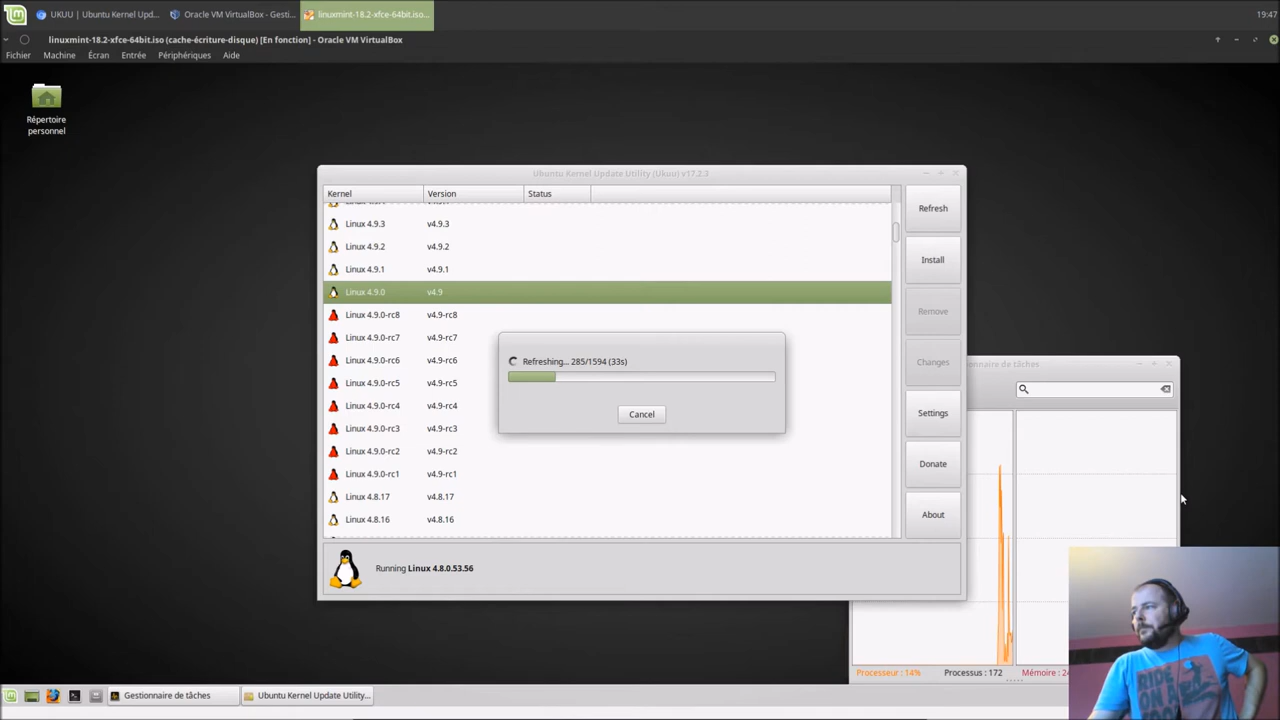 UKUU | Ubuntu Kernel Upd...
Oracle VM VirtualBox - Gesti...
linuxmint-18.2-xfce-64bit.iso...
19:47
linuxmint-18.2-xfce-64bit.iso (cache-écriture-disque) [En fonction] - Oracle VM VirtualBox
Fichier Machine Écran Entrée Périphériques Aide
Répertoire
personnel
Ubuntu Kernel Update Utility (Ukuu) v17.2.3
Kernel Version Status
Linux 4.9.3 v4.9.3
Linux 4.9.2 v4.9.2
Linux 4.9.1 v4.9.1
Linux 4.9.0 v4.9
Linux 4.9.0-rc8 v4.9-rc8
Linux 4.9.0-rc7 v4.9-rc7
Linux 4.9.0-rc6 v4.9-rc6
Linux 4.9.0-rc5 v4.9-rc5
Linux 4.9.0-rc4 v4.9-rc4
Linux 4.9.0-rc3 v4.9-rc3
Linux 4.9.0-rc2 v4.9-rc2
Linux 4.9.0-rc1 v4.9-rc1
Linux 4.8.17 v4.8.17
Linux 4.8.16 v4.8.16
Refresh
Install
Remove
Changes
Settings
Donate
About
Refreshing... 285/1594 (33s)
Cancel
Running Linux 4.8.0.53.56
onnaire de tâches
Processeur : 14% Processus : 172 Mémoire : 24
RIDE
ON A
Gestionnaire de tâches
Ubuntu Kernel Update Utility...